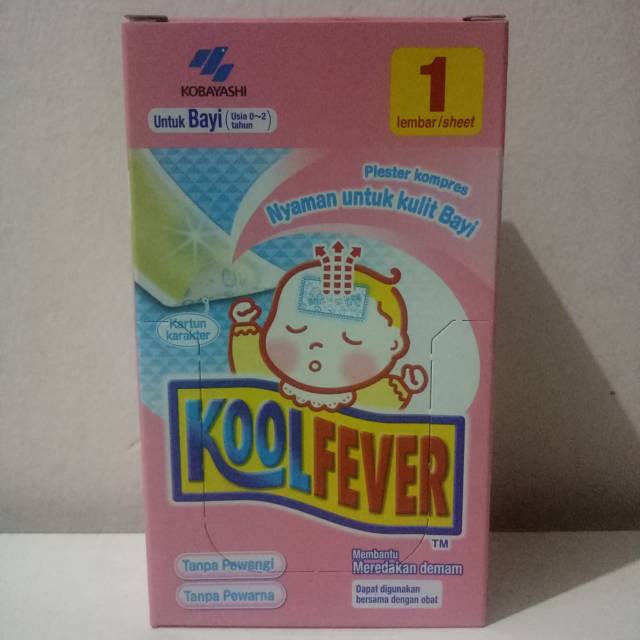 KOBAYASHI
Untuk Bayi (Usia 0~2 tahun)
1
lembar/sheet
Plester kompres
Nyaman untuk kulit Bayi
Kartun
karakter
KOOLFEVER
TM
Tanpa Pewangi
Tanpa Pewarna
Membantu
Meredakan demam
Dapat digunakan
bersama dengan obat